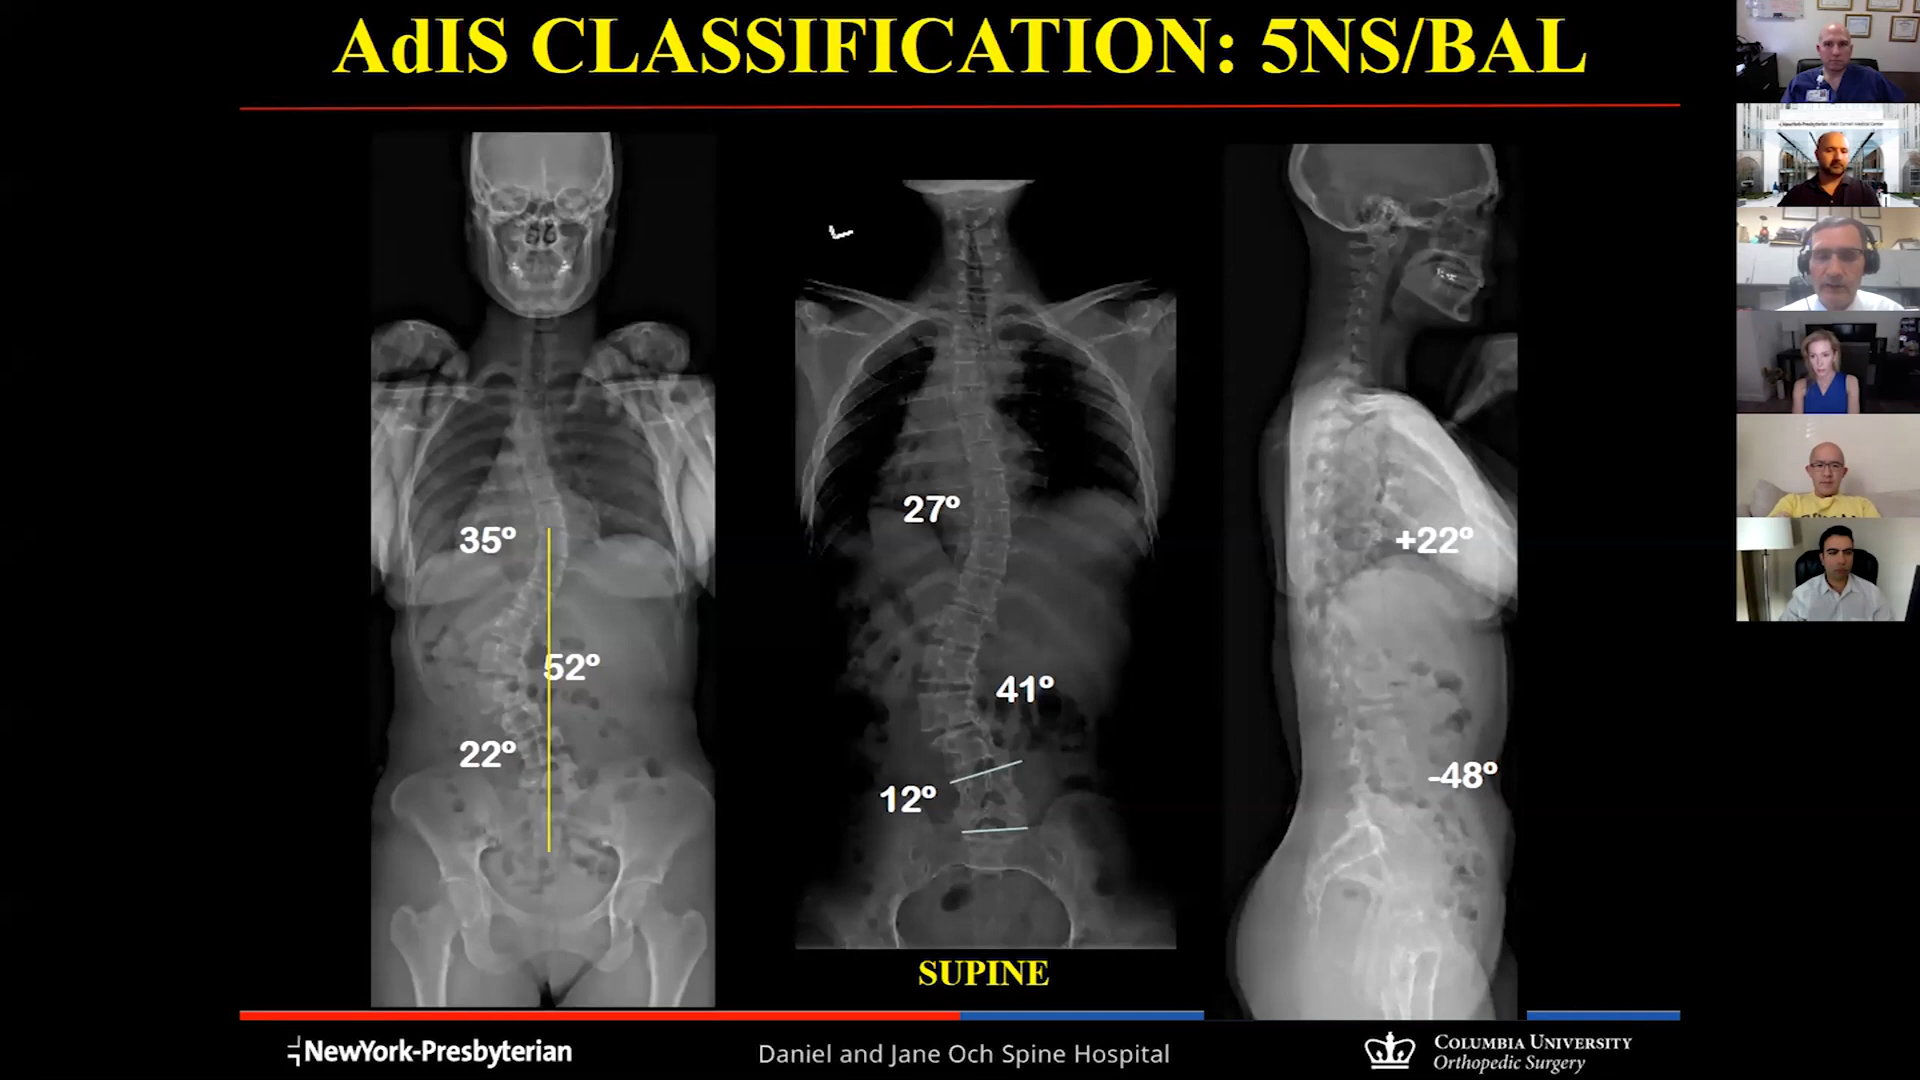 AdIS CLASSIFICATION: 5NS/BAL
35º
52º
22º
27º
41º
12º
+22º
-48º
SUPINE
NewYork-Presbyterian
Daniel and Jane Och Spine Hospital
COLUMBIA UNIVERSITY
Orthopedic Surgery